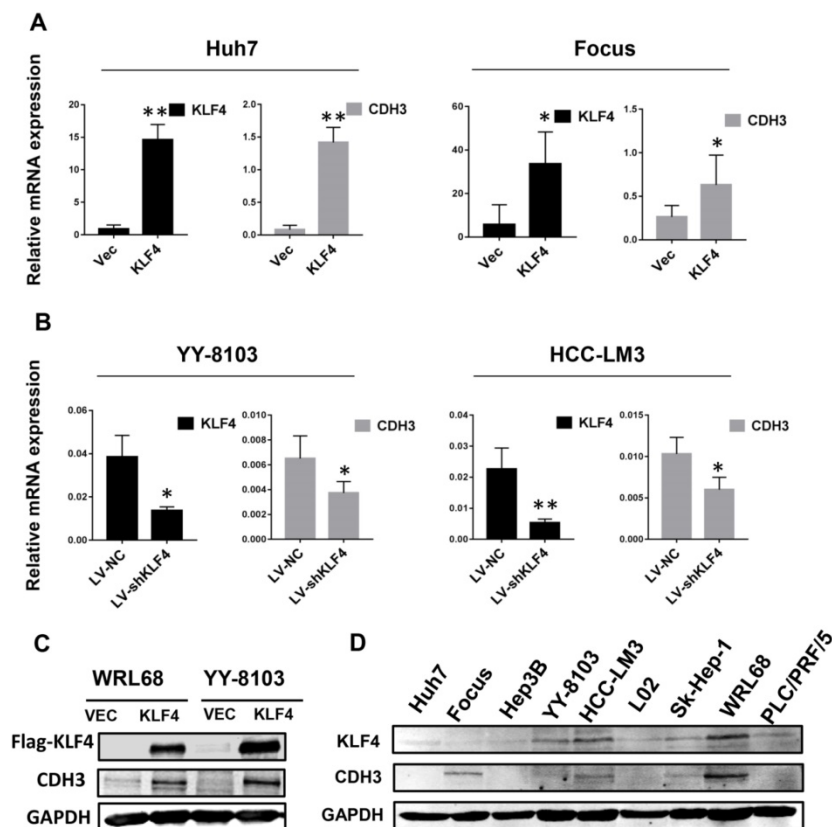 A
Huh7
Focus
Relative mRNA expression
20
15
10
5
0
**
KLF4
Vec
KLF4
2.0
1.5
1.0
0.5
0.0
**
CDH3
Vec
KLF4
60
40
20
0
*
KLF4
Vec
KLF4
1.5
1.0
0.5
0.0
*
CDH3
Vec
KLF4
B
YY-8103
HCC-LM3
Relative mRNA expression
0.06
0.04
0.02
0.00
*
KLF4
LV-NC
LV-shKLF4
0.010
0.008
0.006
0.004
0.002
0.000
*
CDH3
LV-NC
LV-shKLF4
0.04
0.03
0.02
0.01
0.00
**
KLF4
LV-NC
LV-shKLF4
0.015
0.010
0.005
0.000
*
CDH3
LV-NC
LV-shKLF4
C
WRL68
YY-8103
VEC
KLF4
VEC
KLF4
Flag-KLF4
CDH3
GAPDH
D
Huh7
Focus
Hep3B
YY-8103
HCC-LM3
L02
Sk-Hep-1
WRL68
PLC/PRF/5
KLF4
CDH3
GAPDH